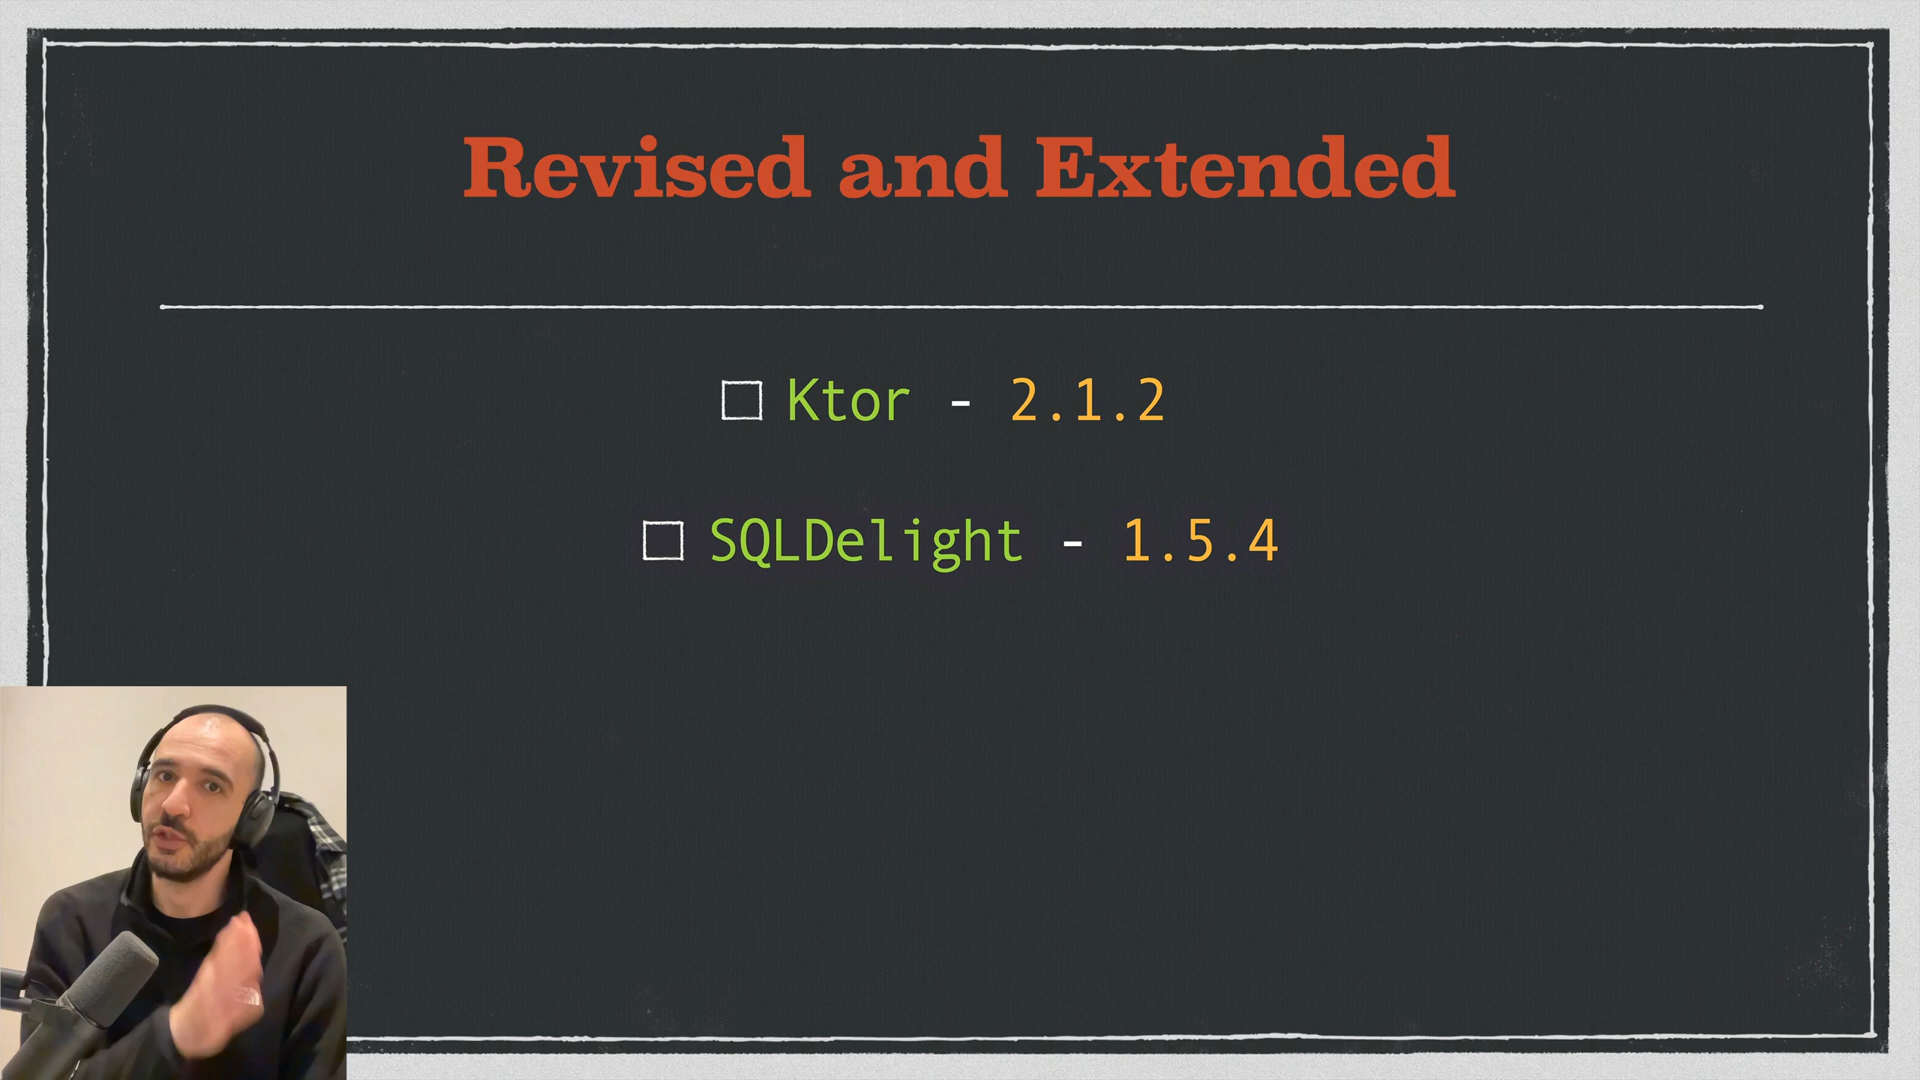 Revised and Extended
Ktor - 2.1.2
SQLDelight - 1.5.4